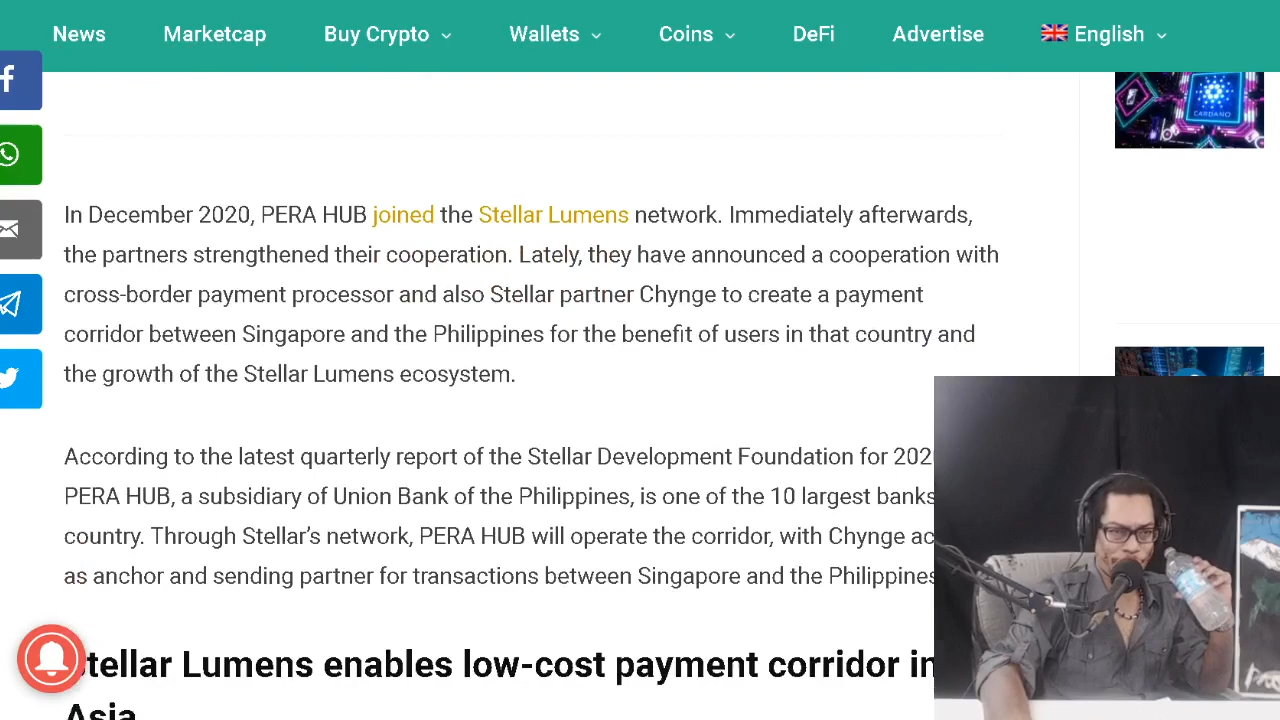 News Marketcap Buy Crypto Wallets Coins DeFi Advertise English
CARDANO
In December 2020, PERA HUB joined the Stellar Lumens network. Immediately afterwards,
the partners strengthened their cooperation. Lately, they have announced a cooperation with
cross-border payment processor and also Stellar partner Chynge to create a payment
corridor between Singapore and the Philippines for the benefit of users in that country and
the growth of the Stellar Lumens ecosystem.
According to the latest quarterly report of the Stellar Development Foundation for
PERA HUB, a subsidiary of Union Bank of the Philippines, is one of the 10 largest banks
country. Through Stellar’s network, PERA HUB will operate the corridor, with Chynge
as anchor and sending partner for transactions between Singapore and the Philippines
Stellar Lumens enables low-cost payment corridor in
Asia